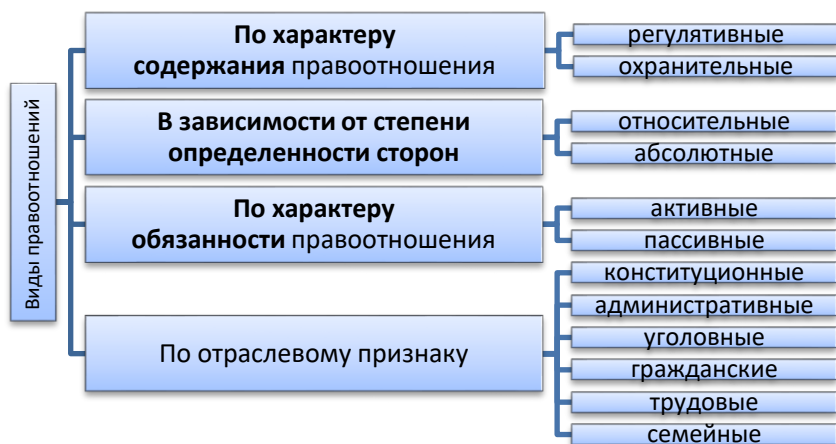 Виды правоотношений
По характеру
содержания правоотношения
регулятивные
охранительные
В зависимости от степени
определенности сторон
относительные
абсолютные
По характеру
обязанности правоотношения
активные
пассивные
По отраслевому признаку
конституционные
административные
уголовные
гражданские
трудовые
семейные